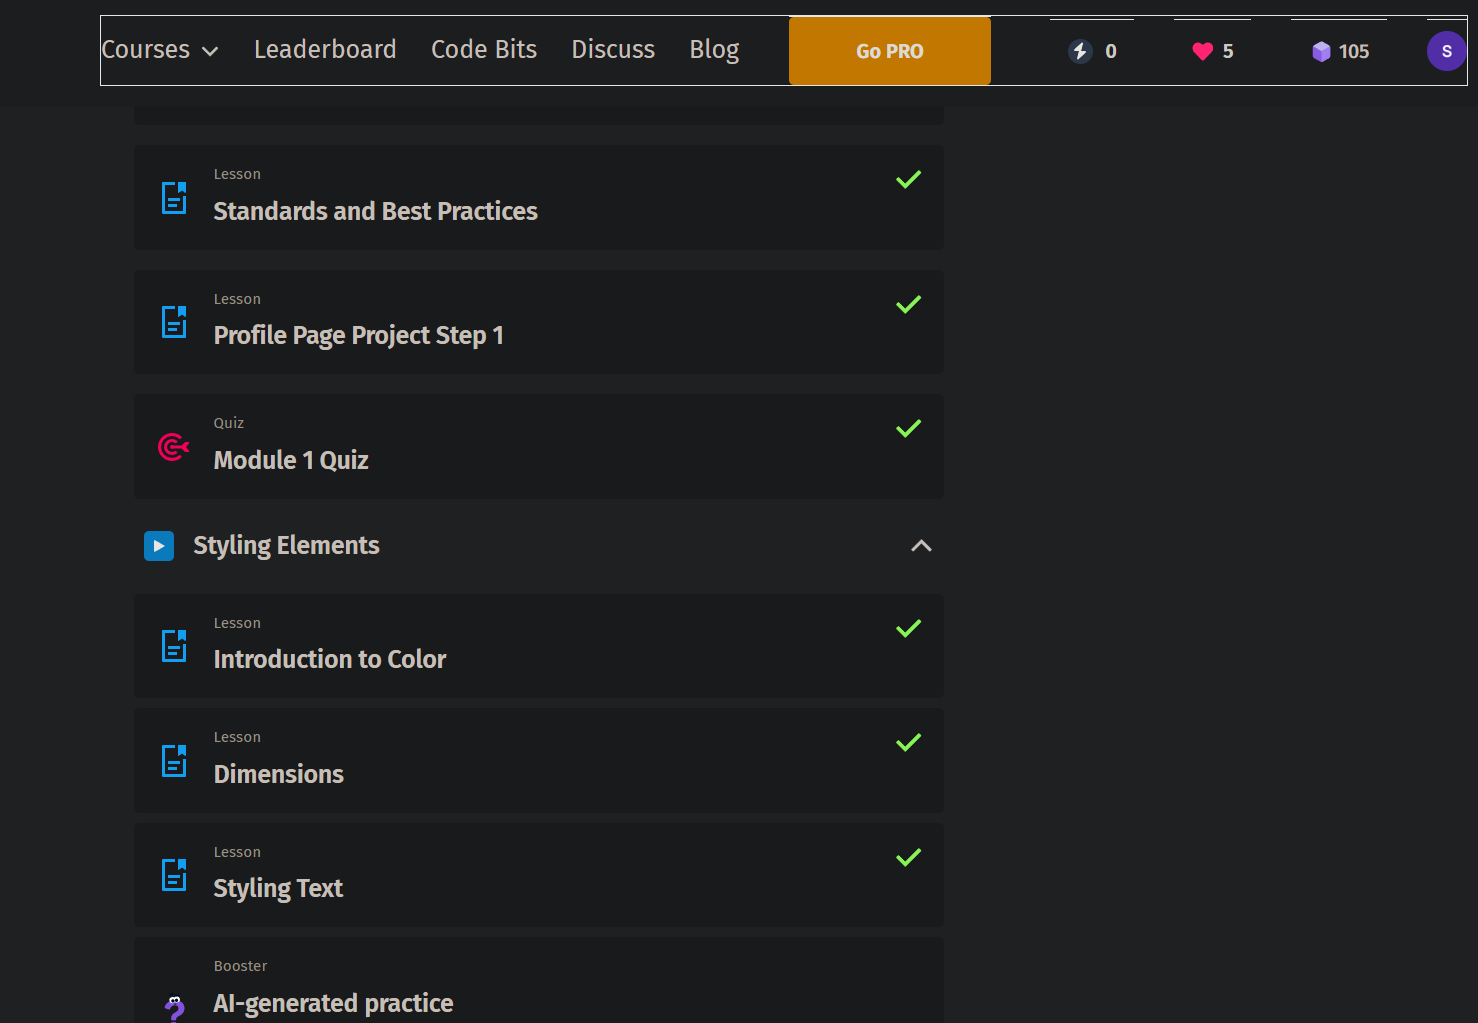 Courses Leaderboard Code Bits Discuss Blog Go PRO 0 5 105 S
Lesson
Standards and Best Practices
Lesson
Profile Page Project Step 1
Quiz
Module 1 Quiz
Styling Elements
Lesson
Introduction to Color
Lesson
Dimensions
Lesson
Styling Text
Booster
AI-generated practice